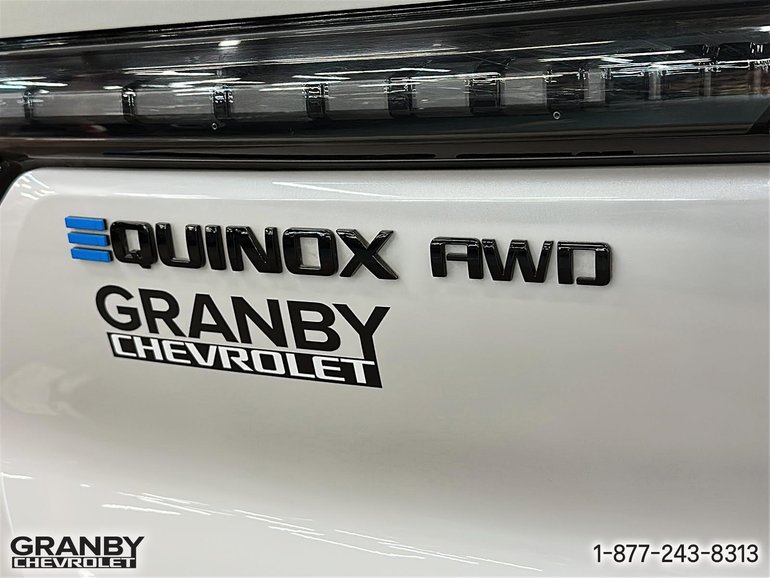 EQUINOX AWD
GRANBY
CHEVROLET
GRANBY
CHEVROLET
1-877-243-8313